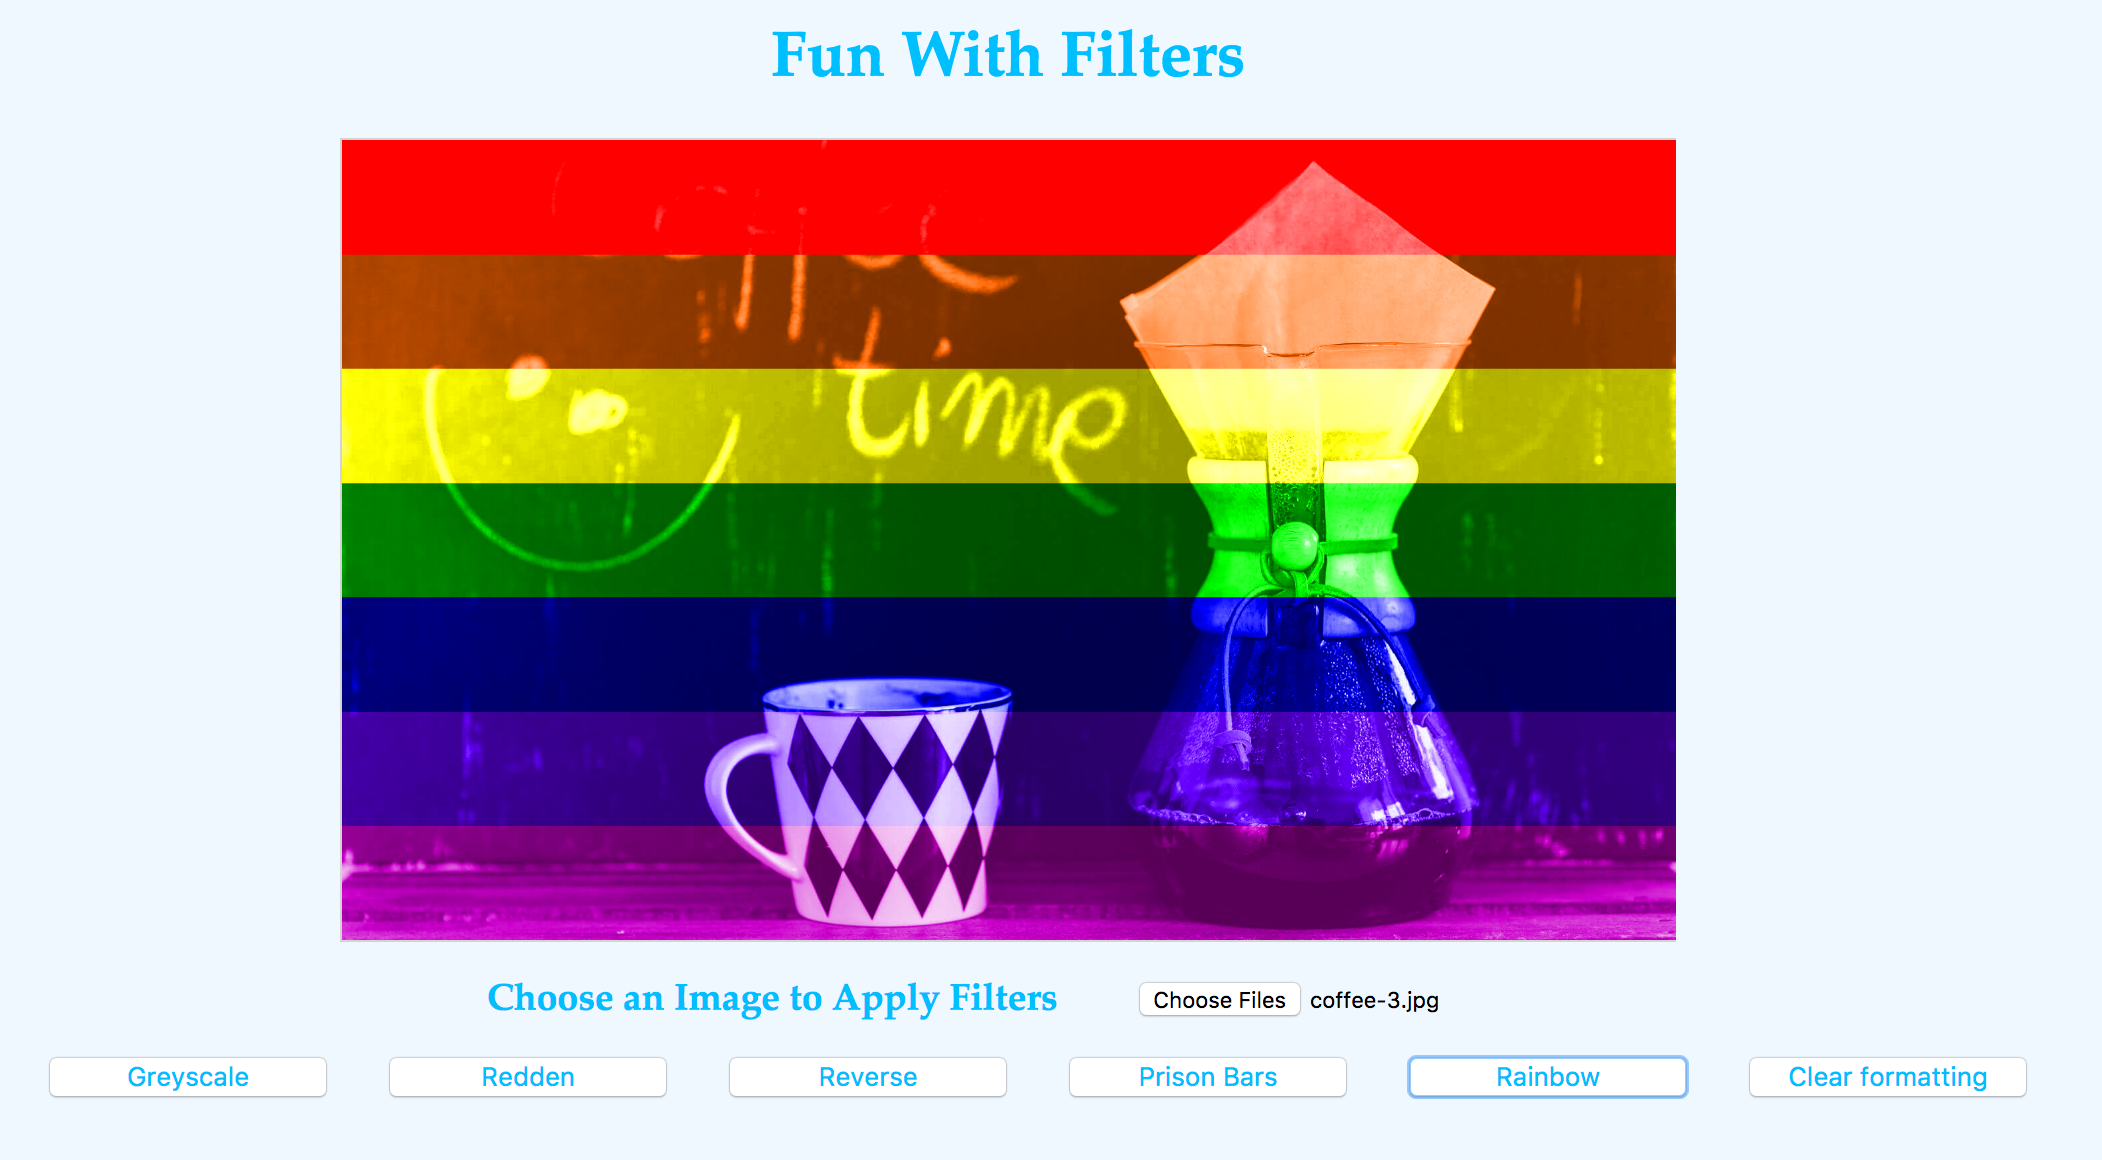 Fun With Filters
Coffee
time
Choose an Image to Apply Filters
Choose Files coffee-3.jpg
Greyscale
Redden
Reverse
Prison Bars
Rainbow
Clear formatting